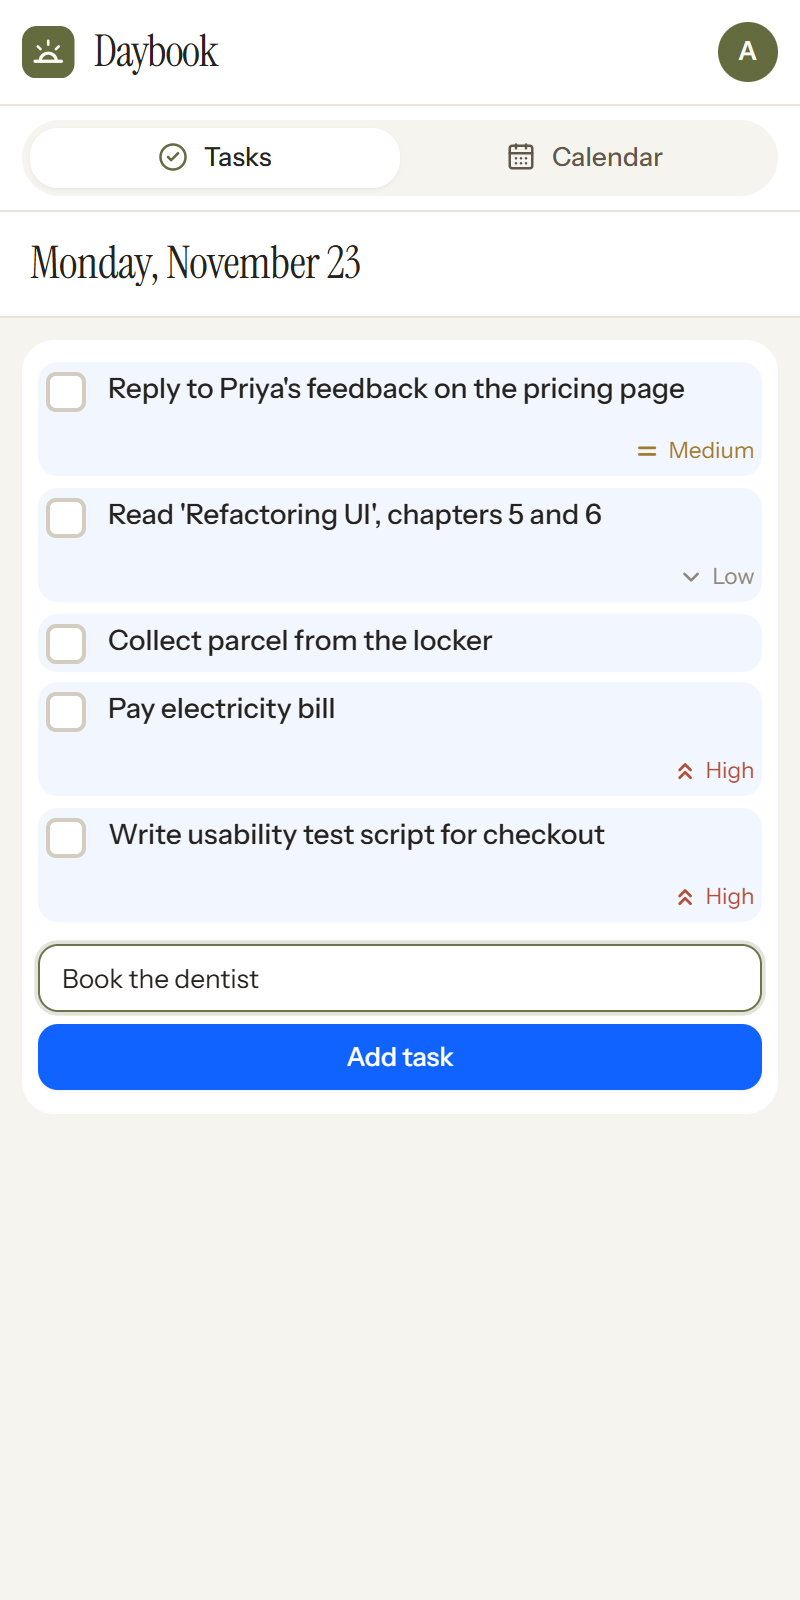 Daybook
A
Tasks
Calendar
Monday, November 23
Reply to Priya's feedback on the pricing page
Medium
Read 'Refactoring UI', chapters 5 and 6
Low
Collect parcel from the locker
Pay electricity bill
High
Write usability test script for checkout
High
Book the dentist
Add task